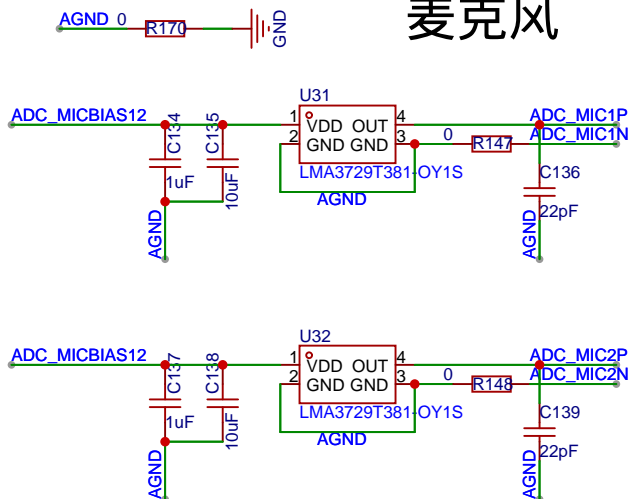 麦克风
AGND 0 R170 GND
U31
ADC_MICBIAS12 C134 C135 1 VDD OUT 4 ADC_MIC1P
2 GND GND 3 0 R147 ADC_MIC1N
LMA3729T381-OY1S C136
1uF 10uF AGND
22pF
AGND AGND
U32
ADC_MICBIAS12 C137 C138 1 VDD OUT 4 ADC_MIC2P
2 GND GND 3 0 R148 ADC_MIC2N
LMA3729T381-OY1S C139
1uF 10uF AGND
22pF
AGND AGND